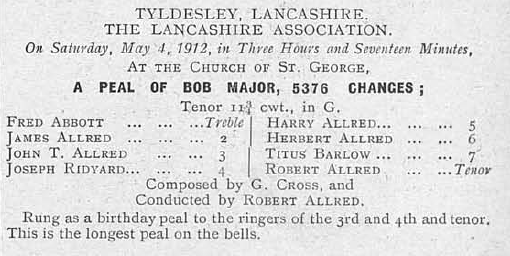 TYLDESLEY, LANCASHIRE.
THE LANCASHIRE ASSOCIATION.
On Saturday, May 4, 1912, in Three Hours and Seventeen Minutes,
AT THE CHURCH OF ST. GEORGE,
A PEAL OF BOB MAJOR, 5376 CHANGES;
Tenor 11¾ cwt., in G.
FRED ABBOTT ... ... ...Treble
JAMES ALLRED ... ... ... 2
JOHN T. ALLRED ... ... 3
JOSEPH RIDYARD... ... ... 4
HARRY ALLRED... ... ... 5
HERBERT ALLRED ... ... 6
TITUS BARLOW ... ... ... 7
ROBERT ALLRED ... ...Tenor
Composed by G. CROSS, and
Conducted by ROBERT ALLRED.
Rung as a birthday peal to the ringers of the 3rd and 4th and tenor.
This is the longest peal on the bells.